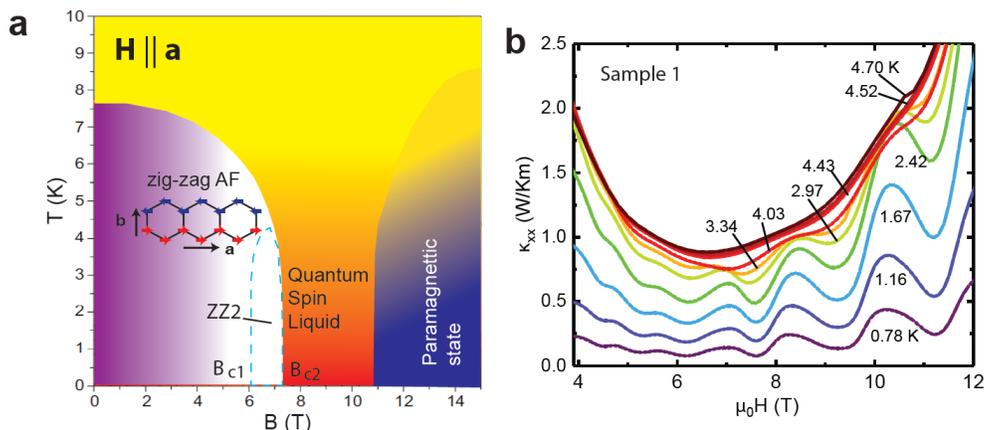 a
H || a
10
9
8
7
6
5
4
3
2
1
0
T (K)
zig-zag AF
b
a
ZZ2
Quantum
Spin
Liquid
Paramagnettic
state
Bc1
Bc2
0 2 4 6 8 10 12 14
B (T)
b
Sample 1
2.5
2.0
1.5
1.0
0.5
0.0
κxx (W/Km)
4.70 K
4.52
4.43
2.97
4.03
3.34
2.42
1.67
1.16
0.78 K
4 6 8 10 12
μ0H (T)